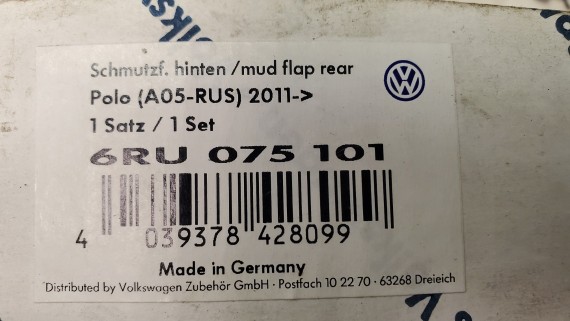 Schmutzf. hinten /mud flap rear
Polo (A05-RUS) 2011->
1 Satz / 1 Set
6RU 075 101
4 039378 428099
Made in Germany
Distributed by Volkswagen Zubehör GmbH · Postfach 10 22 70 · 63268 Dreieich